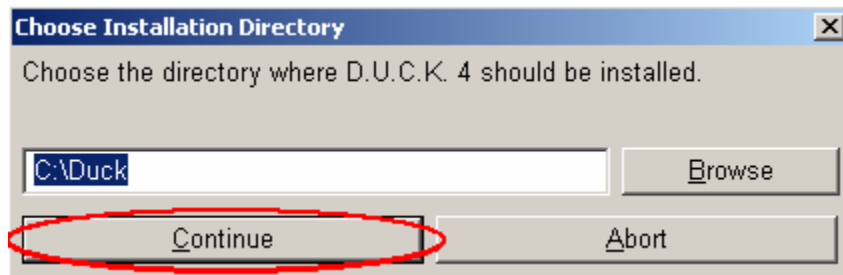 Choose Installation Directory
Choose the directory where D.U.C.K. 4 should be installed.
C:\Duck
Browse
Continue
Abort